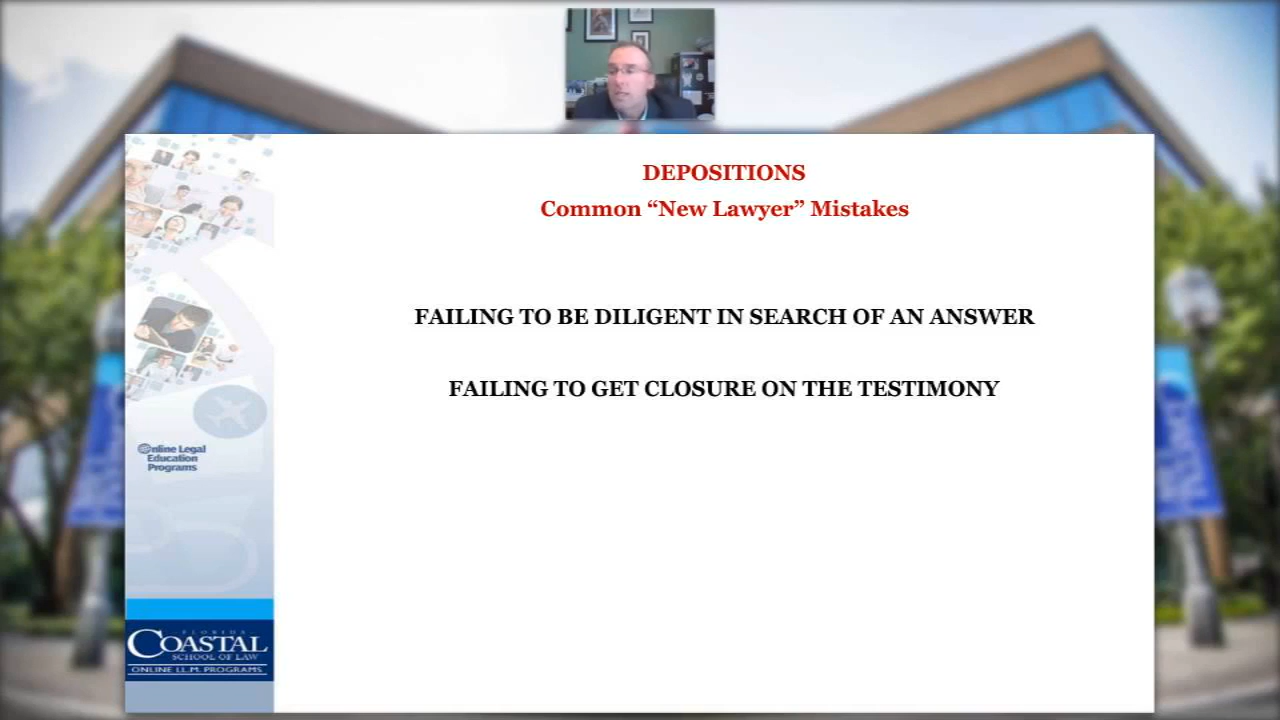 DEPOSITIONS
Common “New Lawyer” Mistakes
FAILING TO BE DILIGENT IN SEARCH OF AN ANSWER
FAILING TO GET CLOSURE ON THE TESTIMONY
Online Legal
Education
Programs
FLORIDA
COASTAL
SCHOOL OF LAW
ONLINE LL.M. PROGRAMS